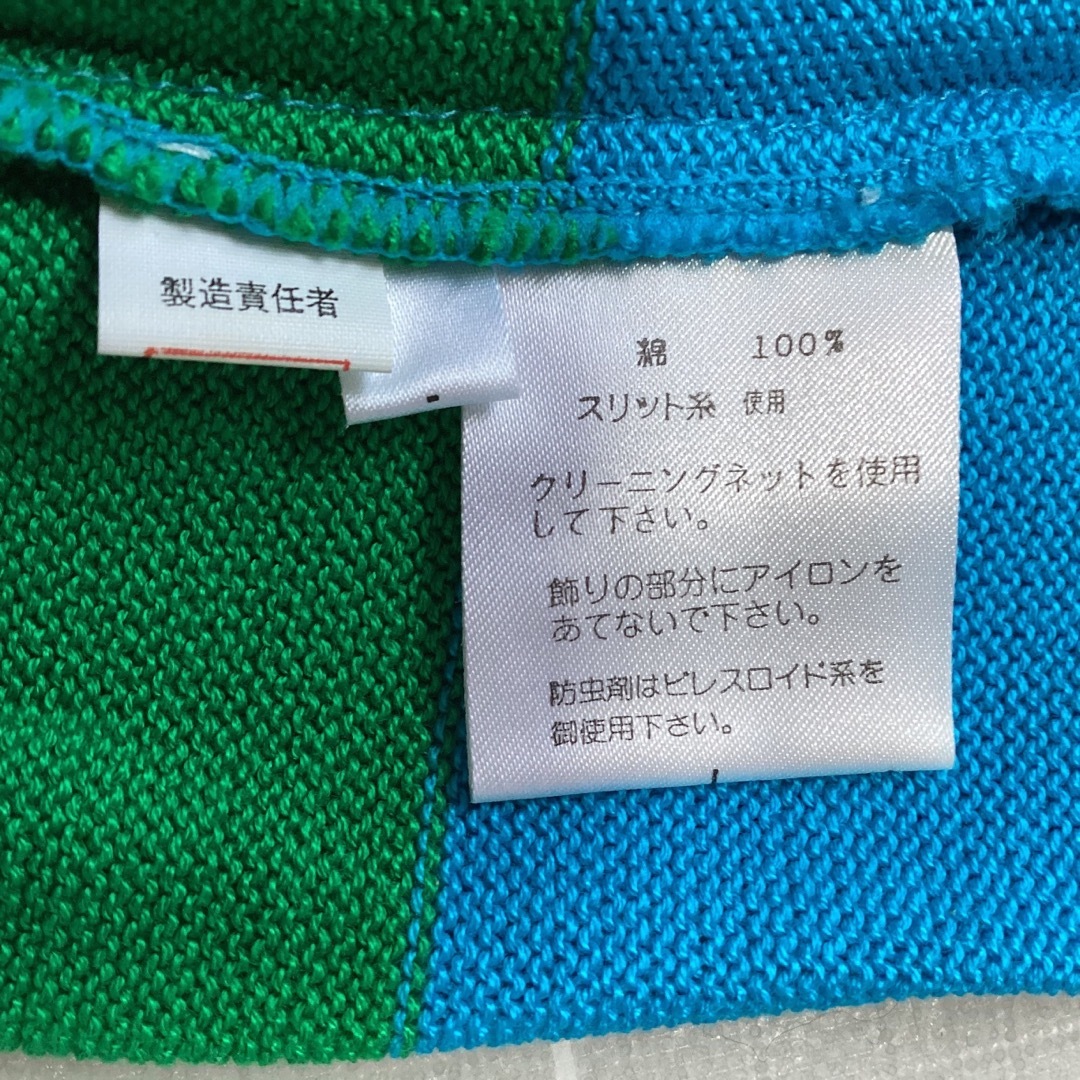 製造責任者
綿 100%
スリット糸 使用
クリーニングネットを使用
して下さい。
飾りの部分にアイロンを
あてないで下さい。
防虫剤はピレスロイド系を
御使用下さい。